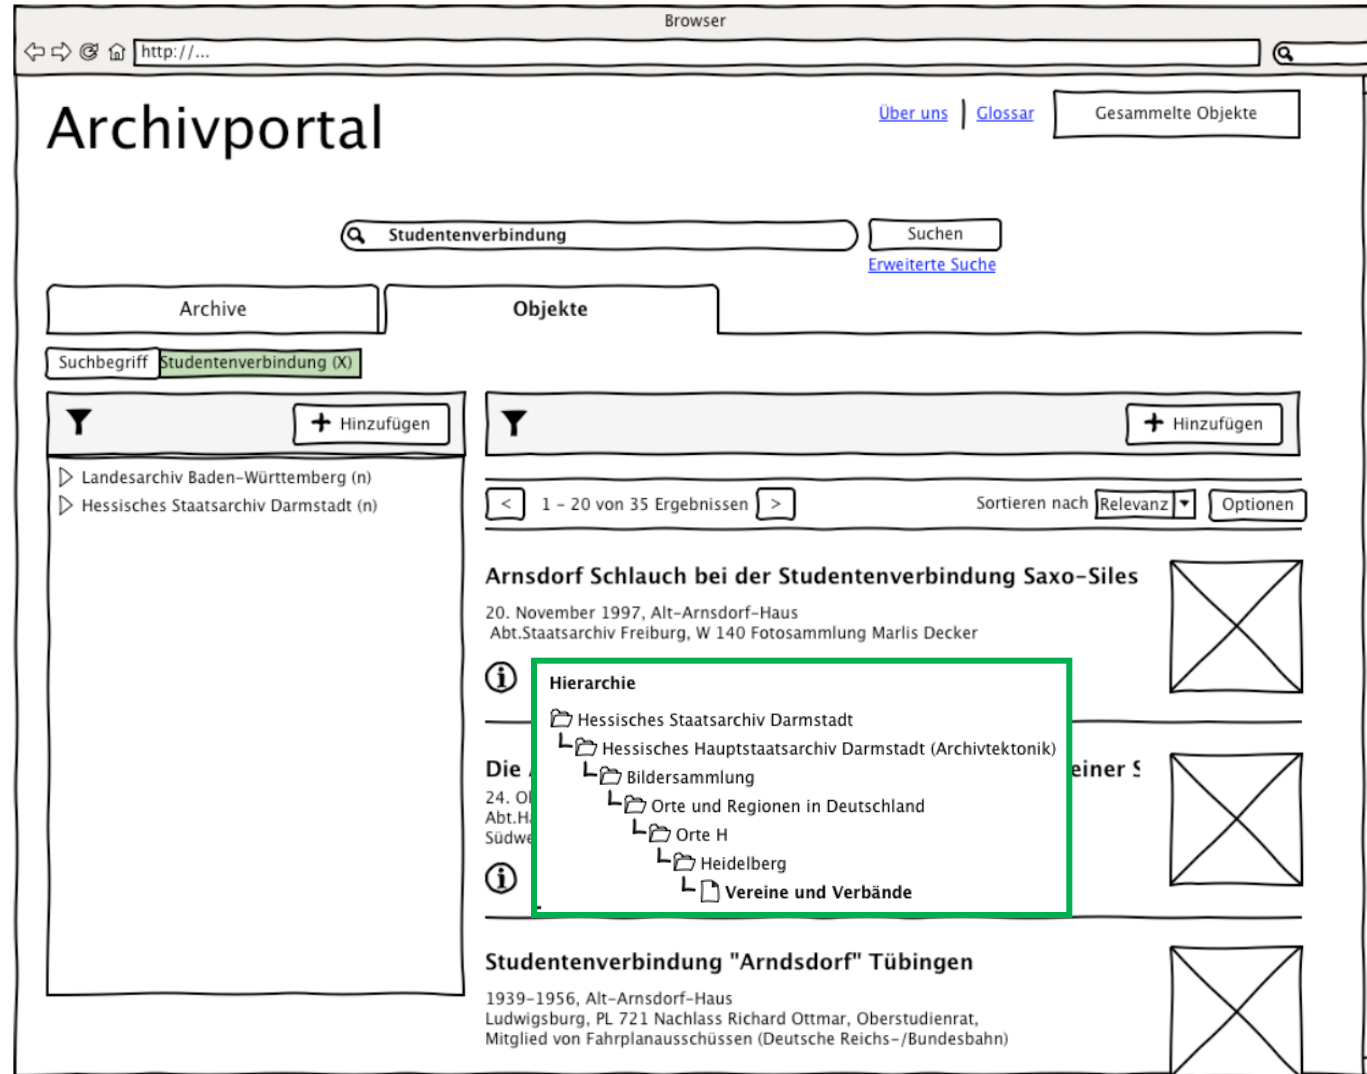 Browser
http://...
Archivportal
Über uns | Glossar
Gesammelte Objekte
Studentenverbindung
Suchen
Erweiterte Suche
Archive
Objekte
Suchbegriff Studentenverbindung (X)
Hinzufügen
Hinzufügen
Landesarchiv Baden-Württemberg (n)
Hessisches Staatsarchiv Darmstadt (n)
< 1 - 20 von 35 Ergebnissen >
Sortieren nach Relevanz
Optionen
Arnsdorf Schlauch bei der Studentenverbindung Saxo-Siles
20. November 1997, Alt-Arnsdorf-Haus
Abt.Staatsarchiv Freiburg, W 140 Fotosammlung Marlis Decker
Hierarchie
Hessisches Staatsarchiv Darmstadt
Hessisches Hauptstaatsarchiv Darmstadt (Archivtektonik)
Bildersammlung
Orte und Regionen in Deutschland
Orte H
Heidelberg
Vereine und Verbände
Die
einer
24.
Studentenverbindung "Arndsdorf" Tübingen
1939-1956, Alt-Arnsdorf-Haus
Ludwigsburg, PL 721 Nachlass Richard Ottmar, Oberstudienrat,
Mitglied von Fahrplanausschüssen (Deutsche Reichs-/Bundesbahn)